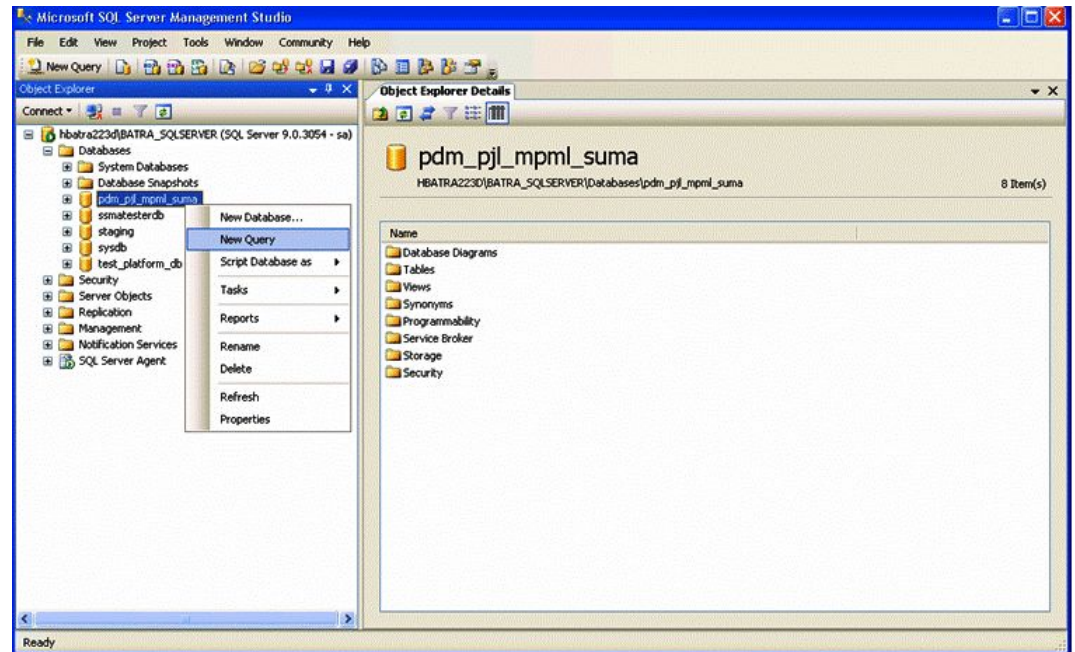 Microsoft SQL Server Management Studio
File Edit View Project Tools Window Community Help
New Query
Object Explorer
Connect
hbatra223d\BATRA_SQLSERVER (SQL Server 9.0.3054 - sa)
Databases
System Databases
Database Snapshots
pdm_pjl_mpml_suma
ssmatesterdb
staging
sysdb
test_platform_db
Security
Server Objects
Replication
Management
Notification Services
SQL Server Agent
New Database...
New Query
Script Database as
Tasks
Reports
Rename
Delete
Refresh
Properties
Object Explorer Details
pdm_pjl_mpml_suma
HBATRA223D\BATRA_SQLSERVER\Databases\pdm_pjl_mpml_suma
8 Item(s)
Name
Database Diagrams
Tables
Views
Synonyms
Programmability
Service Broker
Storage
Security
Ready